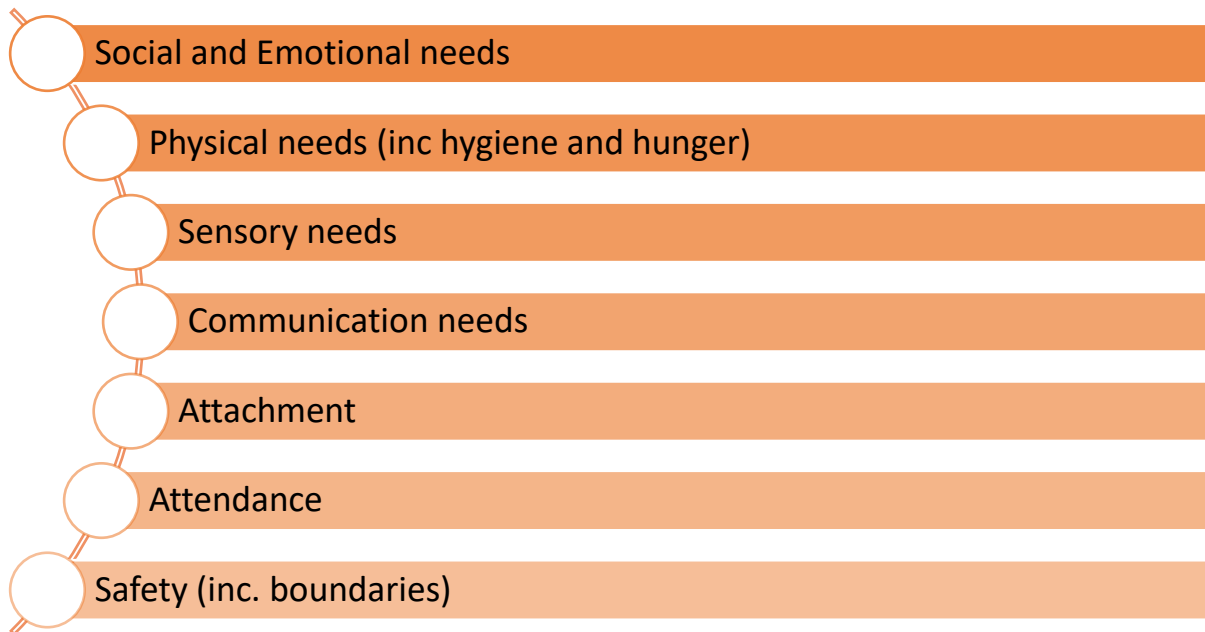 Social and Emotional needs
Physical needs (inc hygiene and hunger)
Sensory needs
Communication needs
Attachment
Attendance
Safety (inc. boundaries)